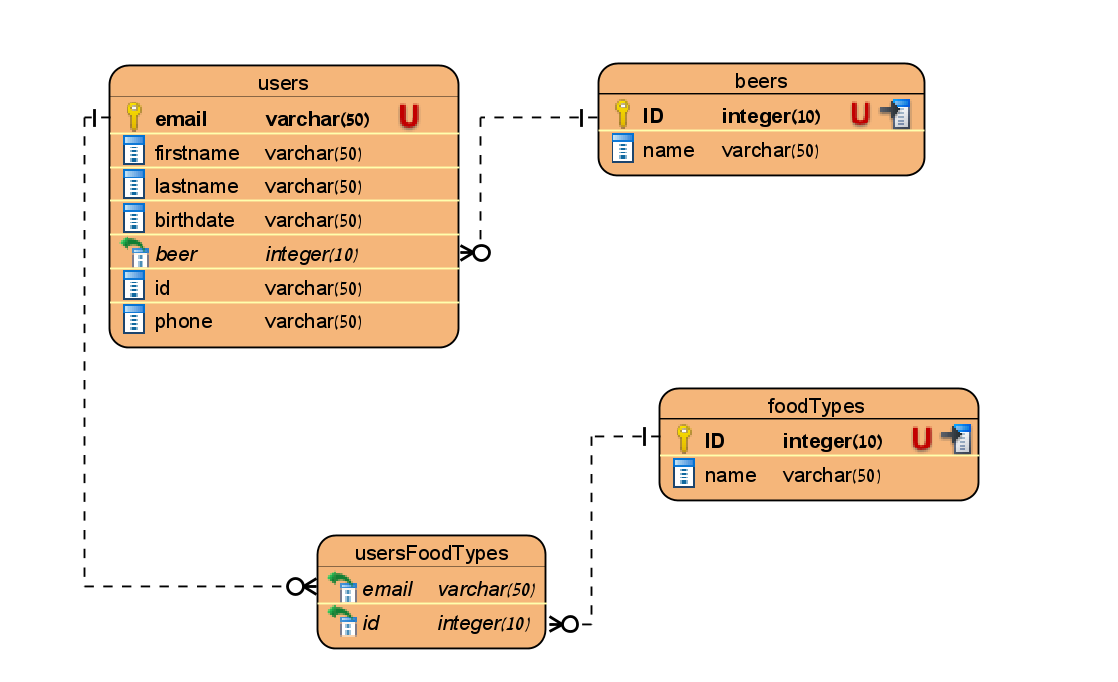 users
email varchar(50) U
firstname varchar(50)
lastname varchar(50)
birthdate varchar(50)
beer integer(10)
id varchar(50)
phone varchar(50)
beers
ID integer(10) U
name varchar(50)
foodTypes
ID integer(10) U
name varchar(50)
usersFoodTypes
email varchar(50)
id integer(10)